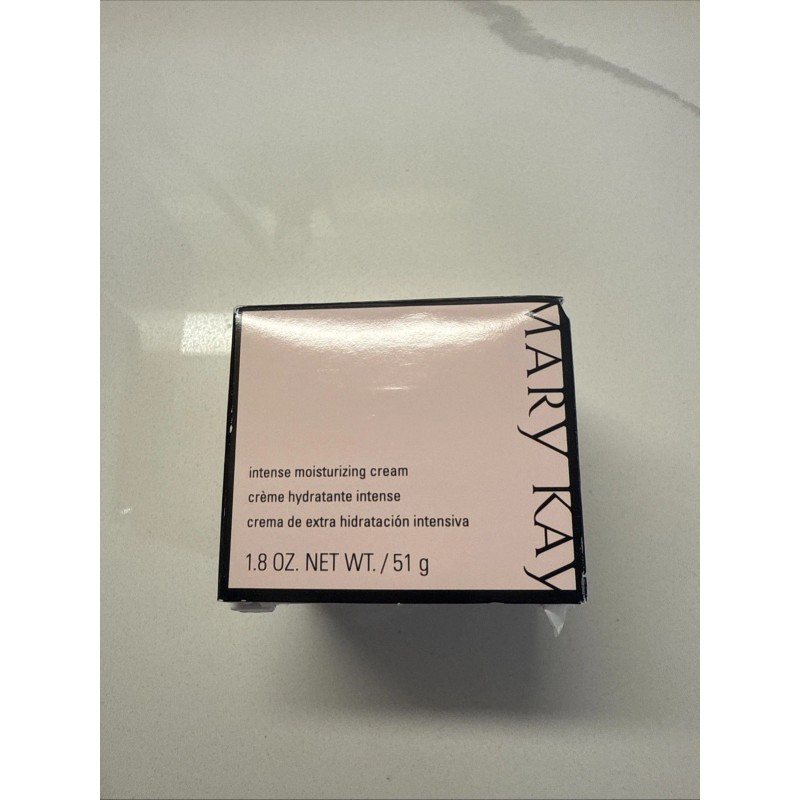 MARY KAY
intense moisturizing cream
crème hydratante intense
crema de extra hidratación intensiva
1.8 OZ. NET WT. / 51 g